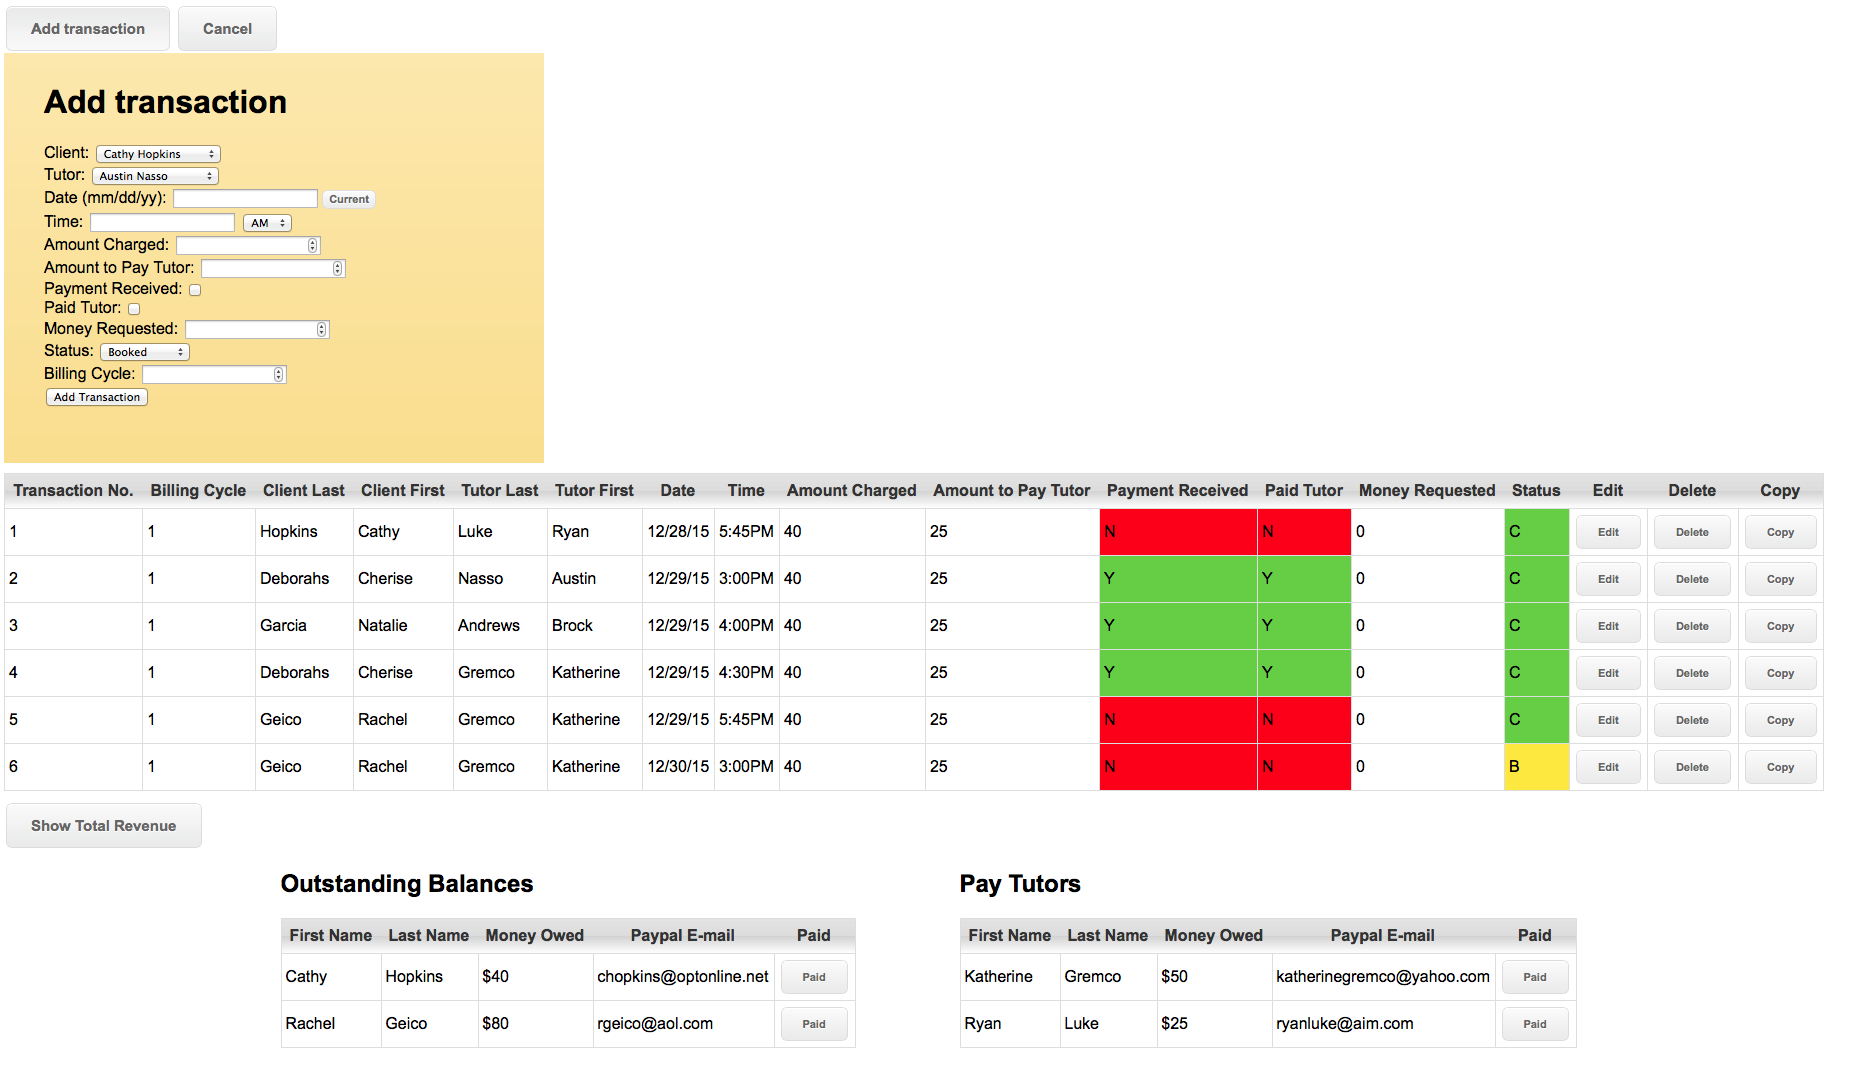 Add transaction Cancel
Add transaction
Client: Cathy Hopkins
Tutor: Austin Nasso
Date (mm/dd/yy): Current
Time: AM
Amount Charged:
Amount to Pay Tutor:
Payment Received:
Paid Tutor:
Money Requested:
Status: Booked
Billing Cycle:
Add Transaction
Transaction No. Billing Cycle Client Last Client First Tutor Last Tutor First Date Time Amount Charged Amount to Pay Tutor Payment Received Paid Tutor Money Requested Status Edit Delete Copy
1 1 Hopkins Cathy Luke Ryan 12/28/15 5:45PM 40 25 N N 0 C Edit Delete Copy
2 1 Deborahs Cherise Nasso Austin 12/29/15 3:00PM 40 25 Y Y 0 C Edit Delete Copy
3 1 Garcia Natalie Andrews Brock 12/29/15 4:00PM 40 25 Y Y 0 C Edit Delete Copy
4 1 Deborahs Cherise Gremco Katherine 12/29/15 4:30PM 40 25 Y Y 0 C Edit Delete Copy
5 1 Geico Rachel Gremco Katherine 12/29/15 5:45PM 40 25 N N 0 C Edit Delete Copy
6 1 Geico Rachel Gremco Katherine 12/30/15 3:00PM 40 25 N N 0 B Edit Delete Copy
Show Total Revenue
Outstanding Balances
First Name Last Name Money Owed Paypal E-mail Paid
Cathy Hopkins $40 chopkins@optonline.net Paid
Rachel Geico $80 rgeico@aol.com Paid
Pay Tutors
First Name Last Name Money Owed Paypal E-mail Paid
Katherine Gremco $50 katherinegremco@yahoo.com Paid
Ryan Luke $25 ryanluke@aim.com Paid